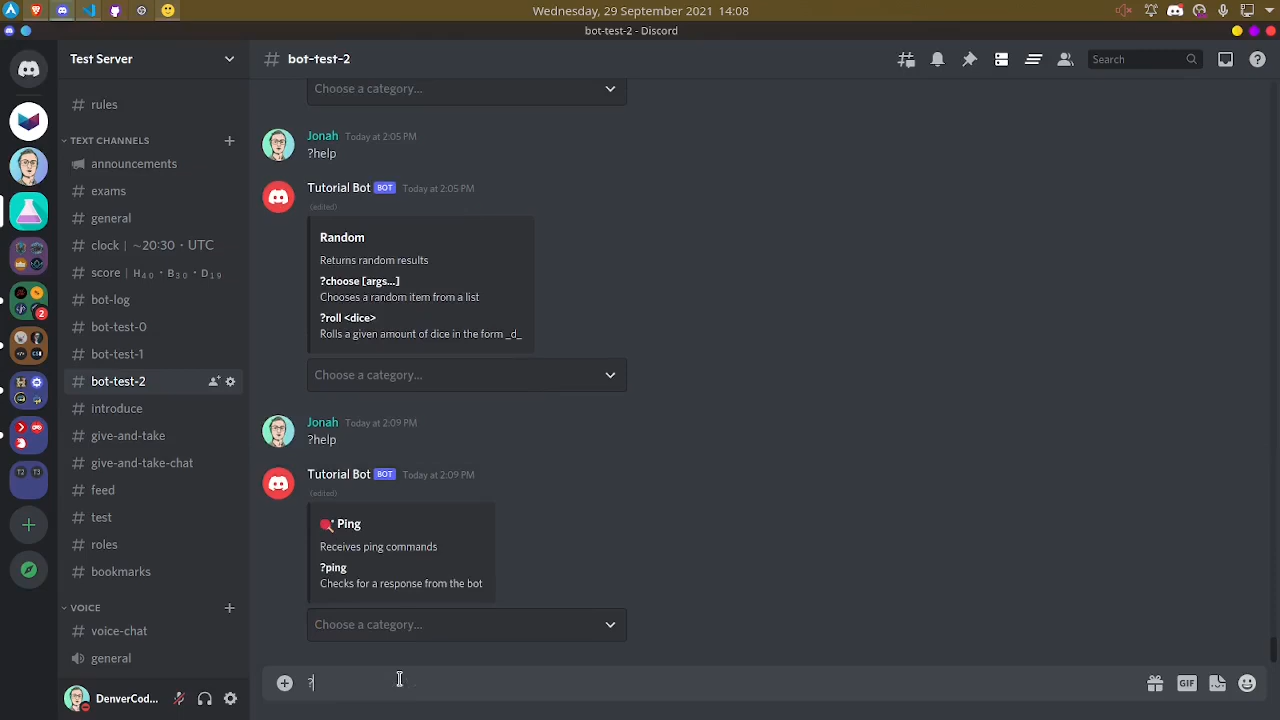 Wednesday, 29 September 2021 14:08
bot-test-2 - Discord
Test Server
# bot-test-2
Search
# rules
TEXT CHANNELS
announcements
# exams
# general
# clock | ~20:30・UTC
# score | H₄₀・B₃₀・D₁₉
# bot-log
# bot-test-0
# bot-test-1
# bot-test-2
# introduce
# give-and-take
# give-and-take-chat
# feed
# test
# roles
# bookmarks
VOICE
# voice-chat
general
DenverCod...
2
T2 T3
Choose a category...
Jonah Today at 2:05 PM
?help
Tutorial Bot BOT Today at 2:05 PM
(edited)
Random
Returns random results
?choose [args...]
Chooses a random item from a list
?roll <dice>
Rolls a given amount of dice in the form _d_
Choose a category...
Jonah Today at 2:09 PM
?help
Tutorial Bot BOT Today at 2:09 PM
(edited)
Ping
Receives ping commands
?ping
Checks for a response from the bot
Choose a category...
?
GIF